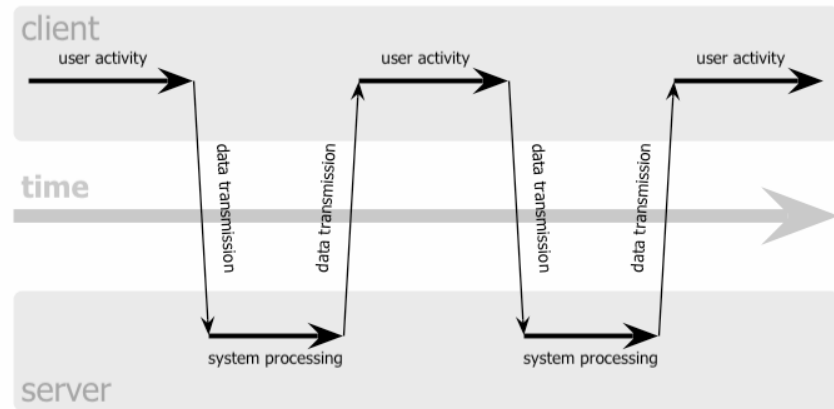 client
user activity
user activity
user activity
data transmission
data transmission
data transmission
data transmission
time
system processing
system processing
server